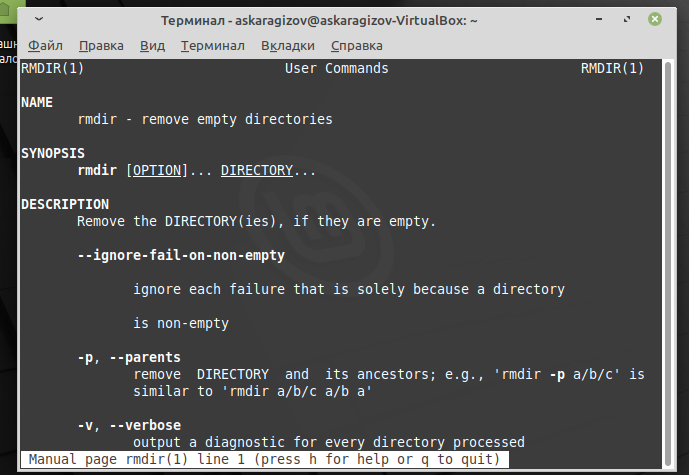 Терминал - askaragizov@askaragizov-VirtualBox: ~
Файл Правка Вид Терминал Вкладки Справка
RMDIR(1) User Commands RMDIR(1)
NAME
rmdir - remove empty directories
SYNOPSIS
rmdir [OPTION]... DIRECTORY...
DESCRIPTION
Remove the DIRECTORY(ies), if they are empty.
--ignore-fail-on-non-empty
ignore each failure that is solely because a directory
is non-empty
-p, --parents
remove DIRECTORY and its ancestors; e.g., 'rmdir -p a/b/c' is
similar to 'rmdir a/b/c a/b a'
-v, --verbose
output a diagnostic for every directory processed
Manual page rmdir(1) line 1 (press h for help or q to quit)